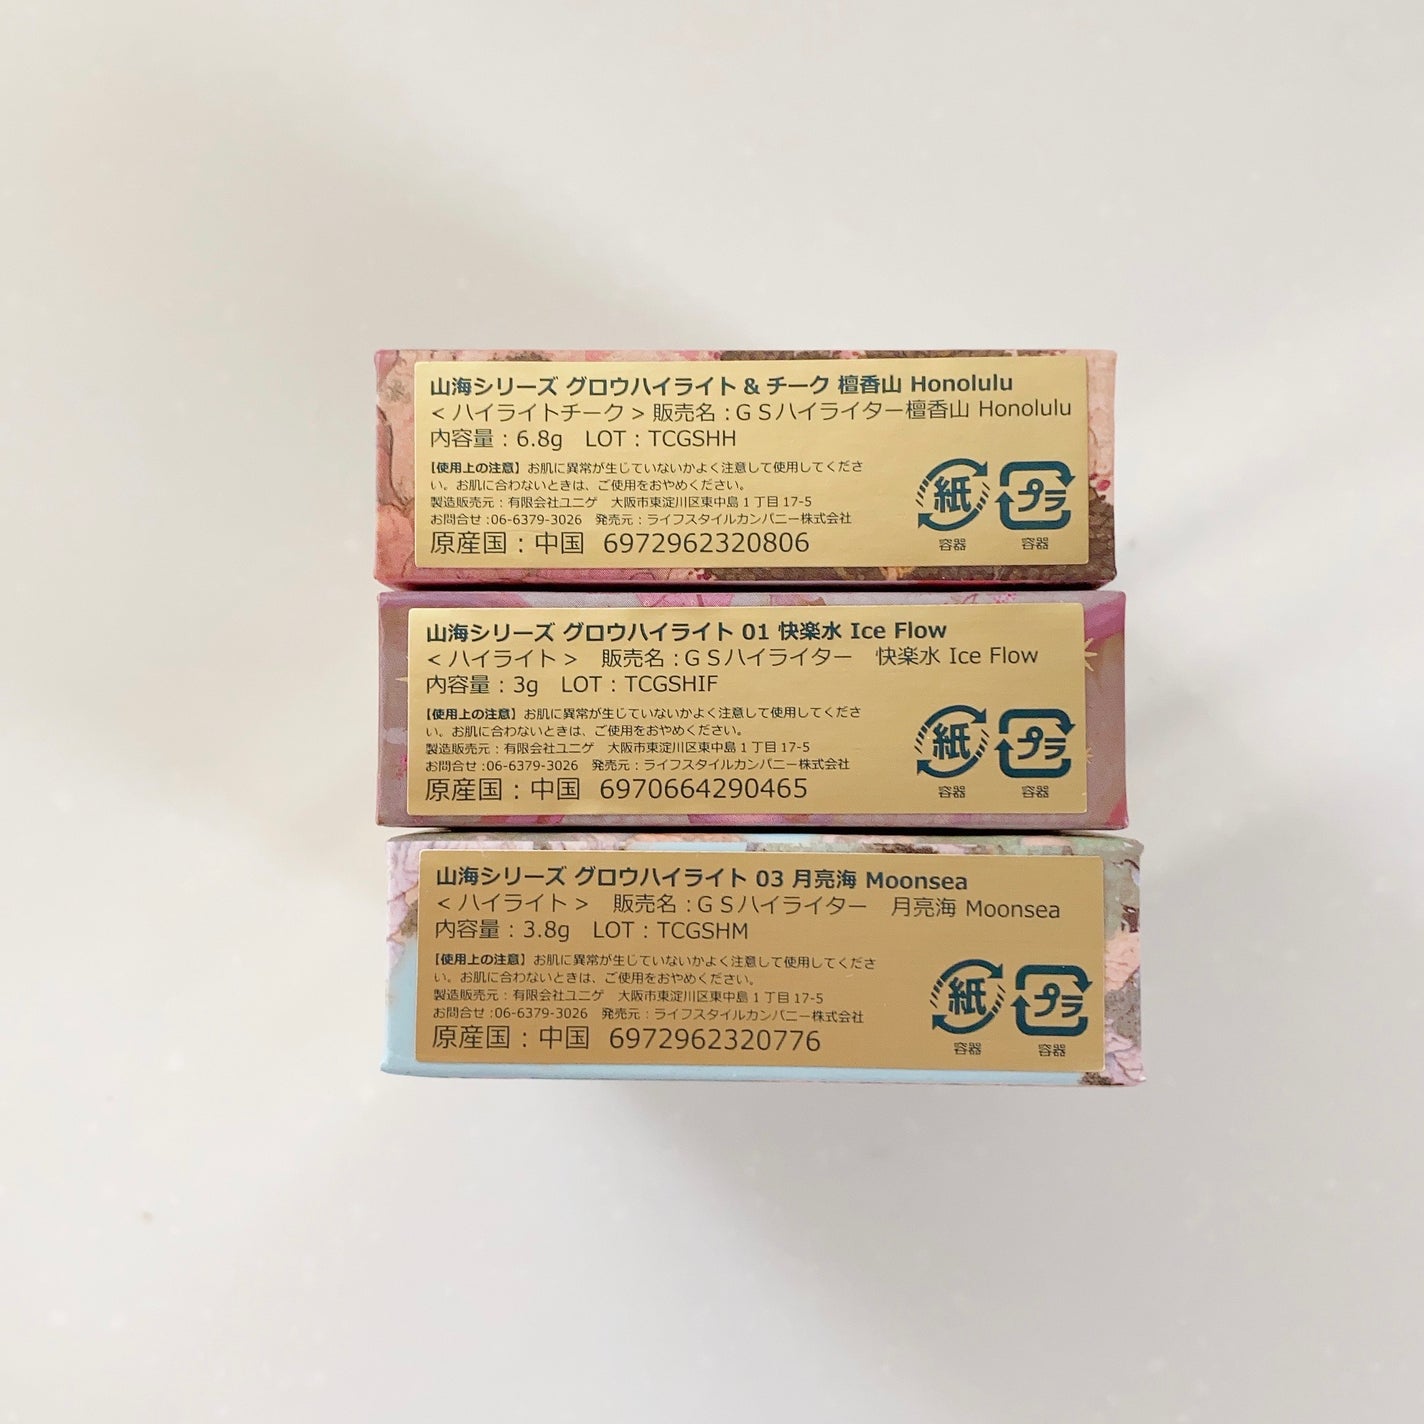 山海シリーズ グロウハイライト & チーク 檀香山 Honolulu
< ハイライトチーク > 販売名：ＧＳハイライター檀香山 Honolulu
内容量：6.8g　LOT：TCGSHH
【使用上の注意】お肌に異常が生じていないかよく注意して使用してくださ
い。お肌に合わないときは、ご使用をおやめください。
製造販売元：有限会社ユニゲ　大阪市東淀川区東中島１丁目17-5
お問合せ:06-6379-3026　発売元：ライフスタイルカンパニー株式会社
原産国：中国　6972962320806
紙 プラ
容器 容器
山海シリーズ グロウハイライト 01 快楽水 Ice Flow
< ハイライト >　販売名：ＧＳハイライター　快楽水 Ice Flow
内容量：3g　LOT：TCGSHIF
【使用上の注意】お肌に異常が生じていないかよく注意して使用してくださ
い。お肌に合わないときは、ご使用をおやめください。
製造販売元：有限会社ユニゲ　大阪市東淀川区東中島１丁目17-5
お問合せ:06-6379-3026　発売元：ライフスタイルカンパニー株式会社
原産国：中国　6970664290465
紙 プラ
容器 容器
山海シリーズ グロウハイライト 03 月亮海 Moonsea
< ハイライト >　販売名：ＧＳハイライター　月亮海 Moonsea
内容量：3.8g　LOT：TCGSHM
【使用上の注意】お肌に異常が生じていないかよく注意して使用してくださ
い。お肌に合わないときは、ご使用をおやめください。
製造販売元：有限会社ユニゲ　大阪市東淀川区東中島１丁目17-5
お問合せ:06-6379-3026　発売元：ライフスタイルカンパニー株式会社
原産国：中国　6972962320776
紙 プラ
容器 容器